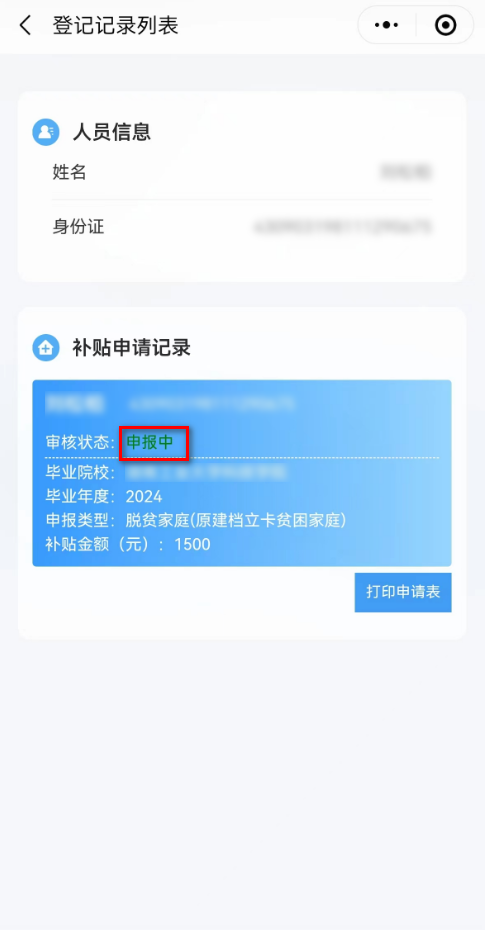 登记记录列表
人员信息
姓名
身份证
补贴申请记录
审核状态：申报中
毕业院校：
毕业年度：2024
申报类型：脱贫家庭(原建档立卡贫困家庭)
补贴金额（元）：1500
打印申请表